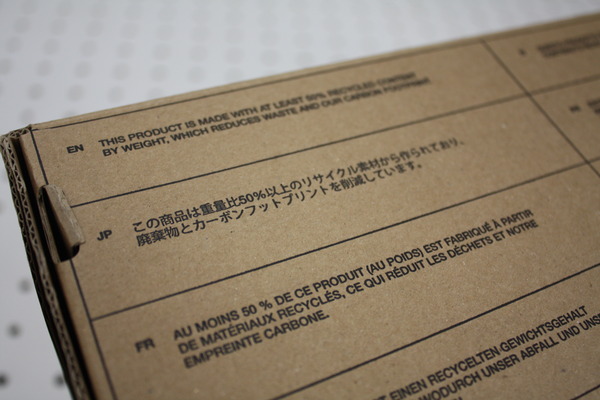 EN
THIS PRODUCT IS MADE WITH AT LEAST 50% RECYCLED CONTENT
BY WEIGHT, WHICH REDUCES WASTE AND OUR CARBON FOOTPRINT.
JP
この商品は重量比50%以上のリサイクル素材から作られており、
廃棄物とカーボンフットプリントを削減しています。
FR
AU MOINS 50 % DE CE PRODUIT (AU POIDS) EST FABRIQUÉ À PARTIR
DE MATÉRIAUX RECYCLÉS, CE QUI RÉDUIT LES DÉCHETS ET NOTRE
EMPREINTE CARBONE.
T EINEN RECYCELTEN-GEWICHTSGEHALT
WODURCH UNSER ABFALL UND UNS